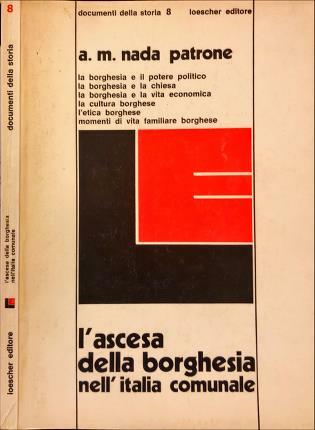 8
documenti della storia
l'ascesa della borghesia
nell'italia comunale
loescher editore
documenti della storia 8 loescher editore
a. m. nada patrone
la borghesia e il potere politico
la borghesia e la chiesa
la borghesia e la vita economica
la cultura borghese
l'etica borghese
momenti di vita familiare borghese
l'ascesa
della borghesia
nell'italia comunale